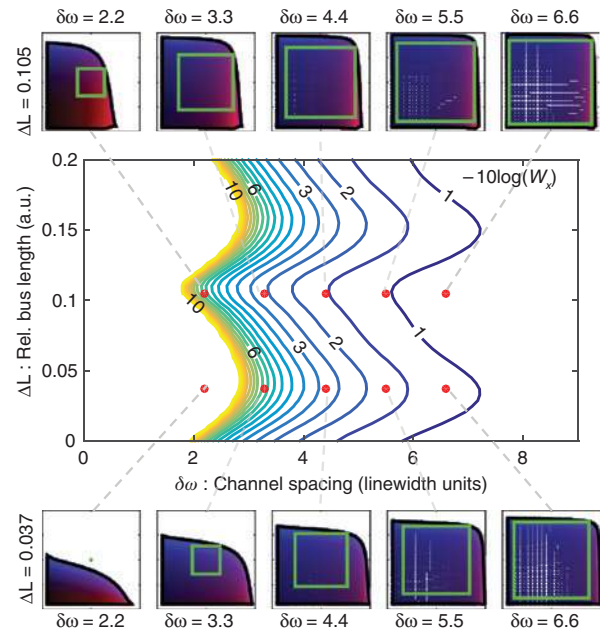 δω = 2.2 δω = 3.3 δω = 4.4 δω = 5.5 δω = 6.6
ΔL = 0.105
−10log(Wₓ)
10 6 3 2 1
10 6 3 2 1
0.2
0.15
0.1
0.05
0
ΔL : Rel. bus length (a.u.)
0 2 4 6 8
δω : Channel spacing (linewidth units)
ΔL = 0.037
δω = 2.2 δω = 3.3 δω = 4.4 δω = 5.5 δω = 6.6